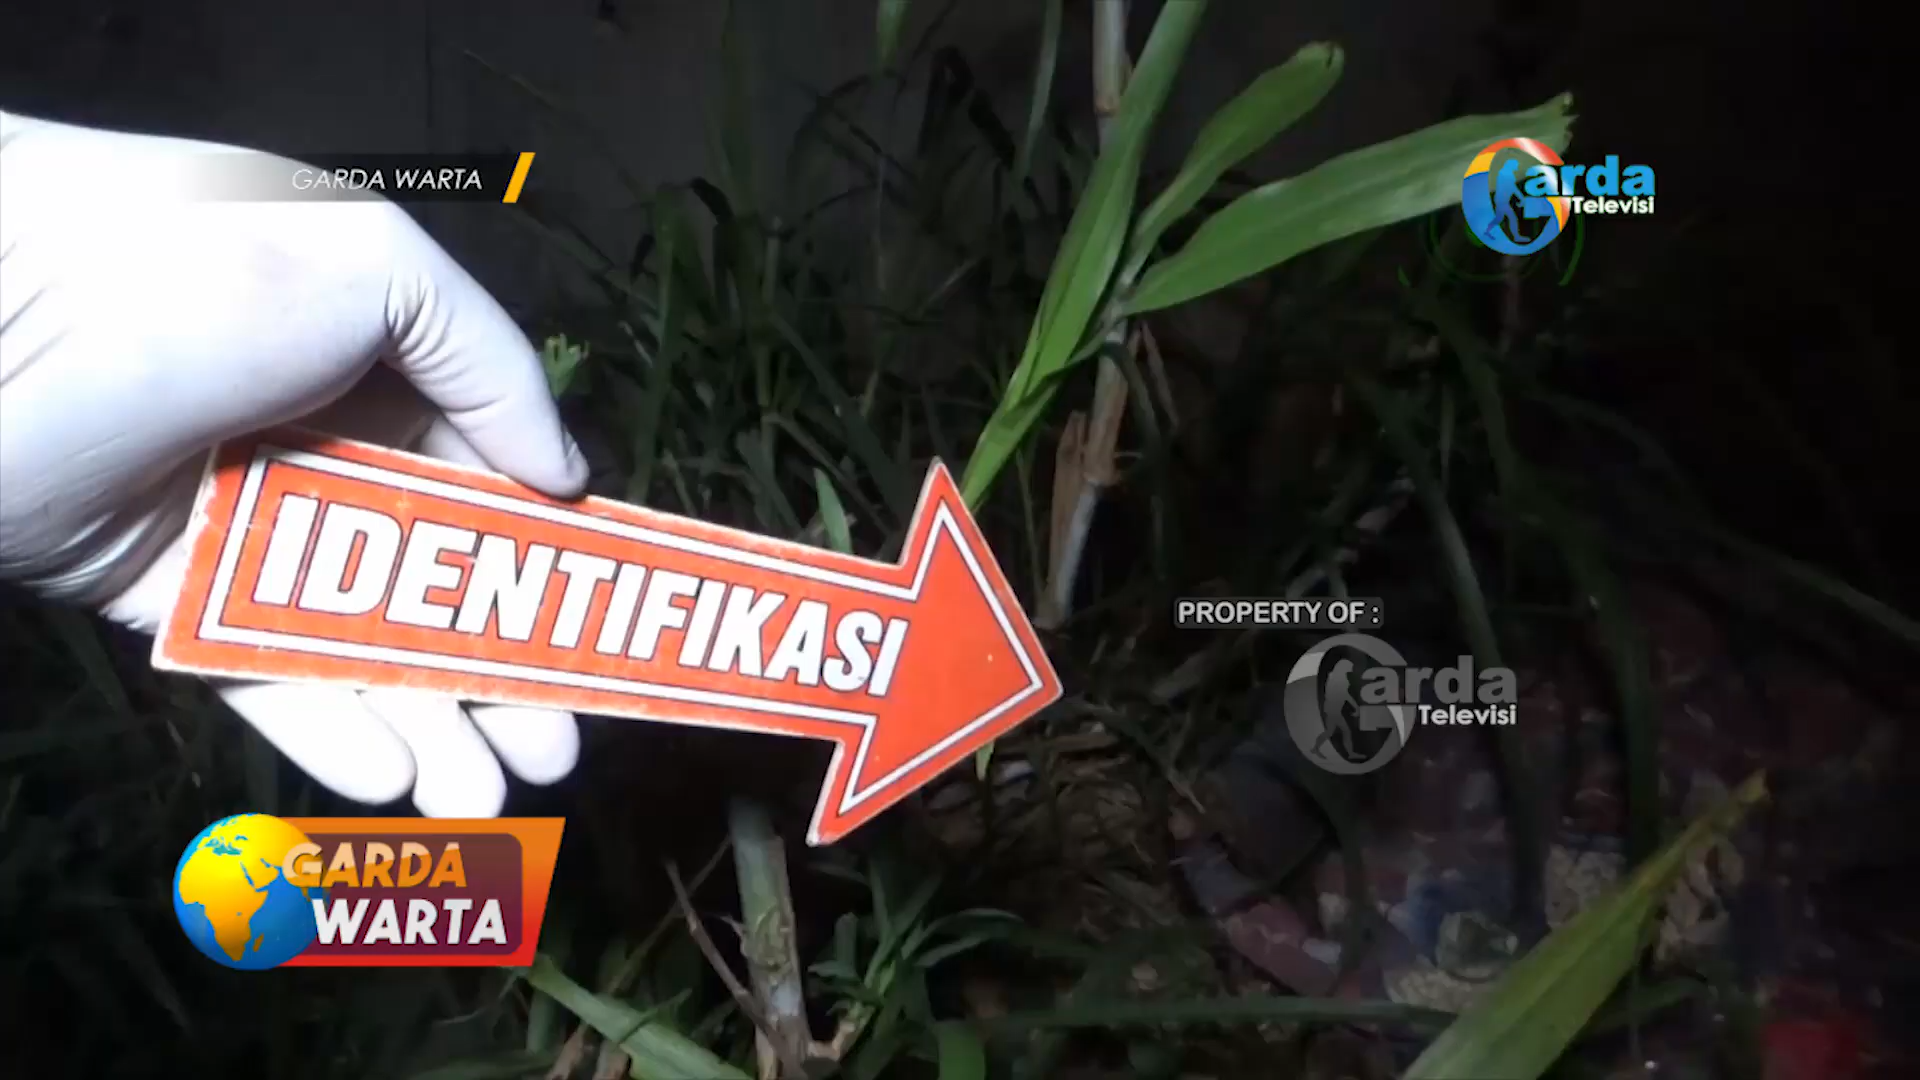 GARDA WARTA
Garda
Televisi
IDENTIFIKASI
PROPERTY OF :
Garda
Televisi
GARDA
WARTA